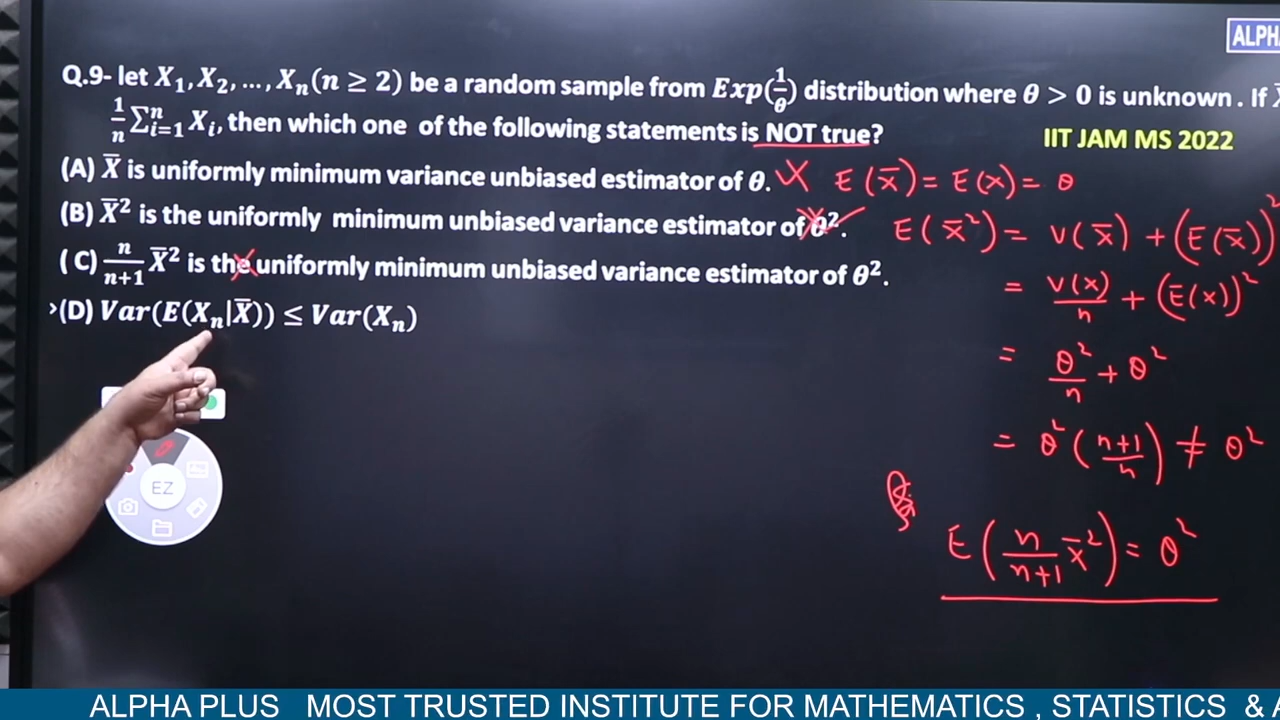 ALPH
Q.9- let X₁, X₂, ..., Xₙ(n ≥ 2) be a random sample from Exp(1/θ) distribution where θ > 0 is unknown . If X̄
1/n ∑ⁿᵢ₌₁ Xᵢ, then which one of the following statements is NOT true?
IIT JAM MS 2022
(A) X̄ is uniformly minimum variance unbiased estimator of θ.
E(X̄) = E(X) = θ
(B) X̄² is the uniformly minimum unbiased variance estimator of θ².
E(X̄²) = V(X̄) + (E(X̄))²
(C) n/(n+1) X̄² is the uniformly minimum unbiased variance estimator of θ².
= V(X)/n + (E(X))²
(D) Var(E(Xₙ|X̄)) ≤ Var(Xₙ)
= θ²/n + θ²
= θ² (n+1/n) ≠ θ²
EZ
E(n/(n+1) X̄²) = θ²
ALPHA PLUS MOST TRUSTED INSTITUTE FOR MATHEMATICS , STATISTICS & A